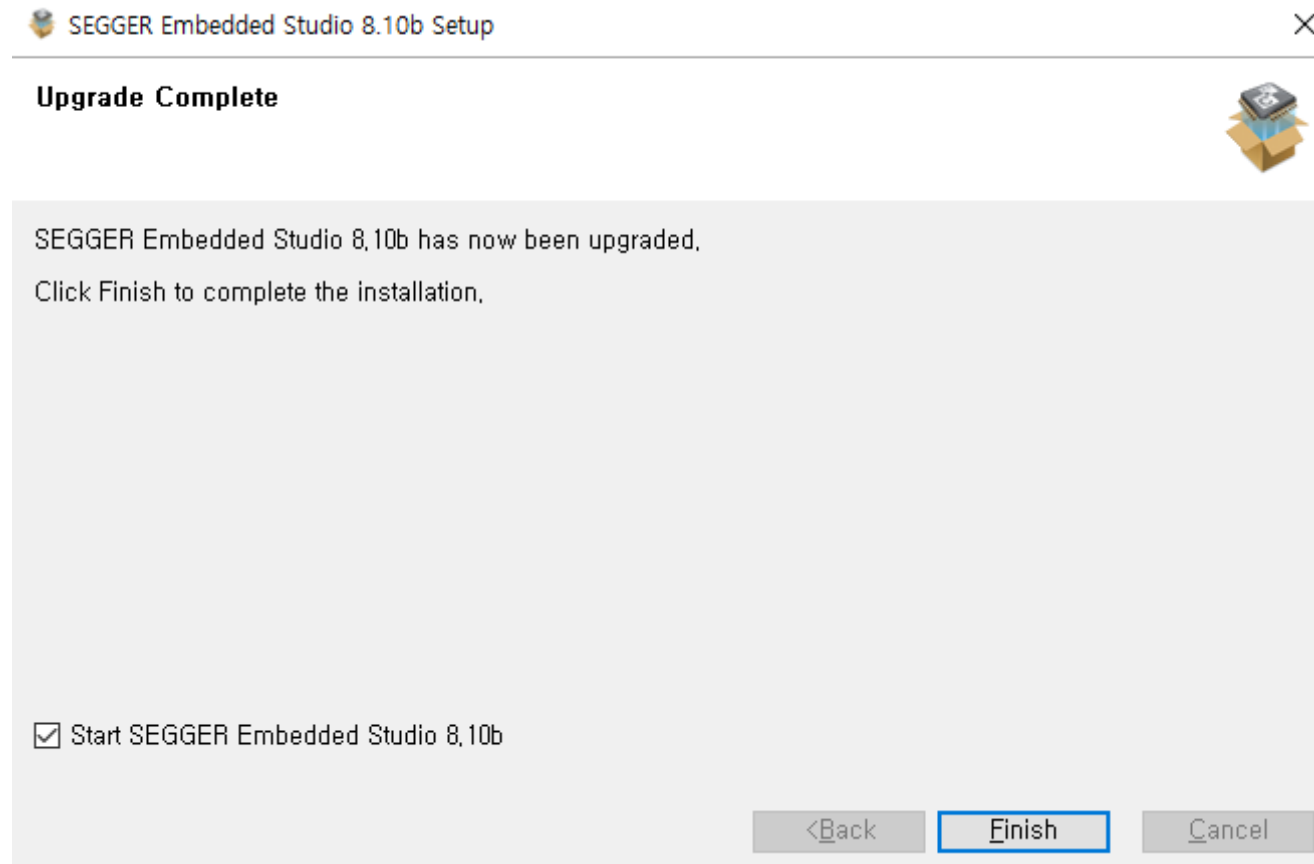 SEGGER Embedded Studio 8.10b Setup
Upgrade Complete
SEGGER Embedded Studio 8.10b has now been upgraded.
Click Finish to complete the installation.
Start SEGGER Embedded Studio 8.10b
<Back
Finish
Cancel